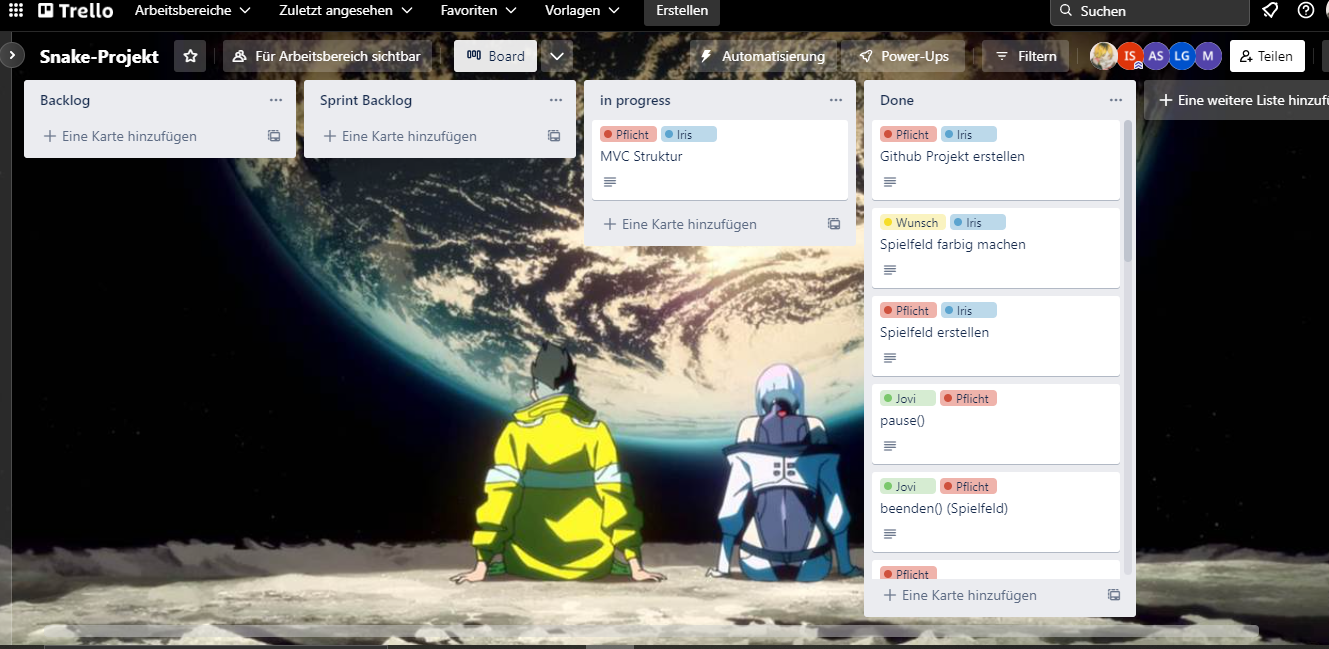 Trello Arbeitsbereiche Zuletzt angesehen Favoriten Vorlagen Erstellen Suchen
Snake-Projekt Für Arbeitsbereich sichtbar Board Automatisierung Power-Ups Filtern IS AS LG M Teilen
Backlog
Eine Karte hinzufügen
Sprint Backlog
Eine Karte hinzufügen
in progress
Pflicht Iris
MVC Struktur
Eine Karte hinzufügen
Done
Pflicht Iris
Github Projekt erstellen
Wunsch Iris
Spielfeld farbig machen
Pflicht Iris
Spielfeld erstellen
Jovi Pflicht
pause()
Jovi Pflicht
beenden() (Spielfeld)
Pflicht
Eine Karte hinzufügen
Eine weitere Liste hinzuf